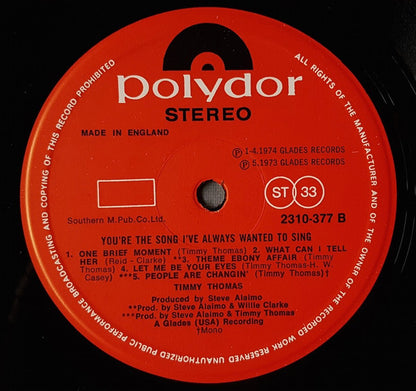 polydor
STEREO
MADE IN ENGLAND
Ⓟ 1-4.1974 GLADES RECORDS
Ⓟ 5.1973 GLADES RECORDS
ST 33
Southern M.Pub.Co.Ltd.
2310-377 B
YOU'RE THE SONG I'VE ALWAYS WANTED TO SING
1. ONE BRIEF MOMENT (Timmy Thomas) 2. WHAT CAN I TELL
HER (Reid - Clarke) **3. THEME EBONY AFFAIR (Timmy
Thomas) 4. LET ME BE YOUR EYES (Timmy Thomas-H. W.
Casey) ***5. PEOPLE ARE CHANGIN' (Timmy Thomas)†
TIMMY THOMAS
Produced by Steve Alaimo
**Prod. by Steve Alaimo & Willie Clarke
***Prod. by Steve Alaimo & Timmy Thomas
A Glades (USA) Recording
†Mono
ALL RIGHTS OF THE MANUFACTURER AND OF THE OWNER OF THE RECORDED WORK RESERVED UNAUTHORIZED PUBLIC PERFORMANCE BROADCASTING AND COPYING OF THIS RECORD PROHIBITED